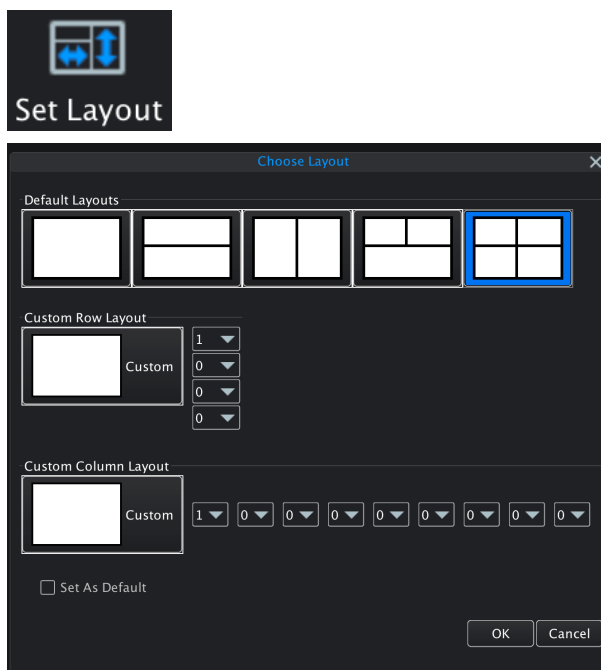 Set Layout
Choose Layout
Default Layouts
Custom Row Layout
Custom
1
0
0
0
Custom Column Layout
Custom
1 0 0 0 0 0 0 0 0
Set As Default
OK Cancel